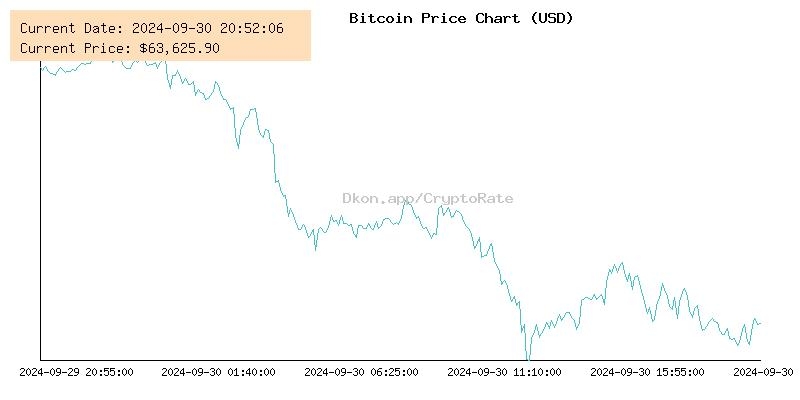 Bitcoin Price Chart (USD)
Current Date: 2024-09-30 20:52:06
Current Price: $63,625.90
Dkon.app/CryptoRate
2024-09-29 20:55:00 2024-09-30 01:40:00 2024-09-30 06:25:00 2024-09-30 11:10:00 2024-09-30 15:55:00 2024-09-30